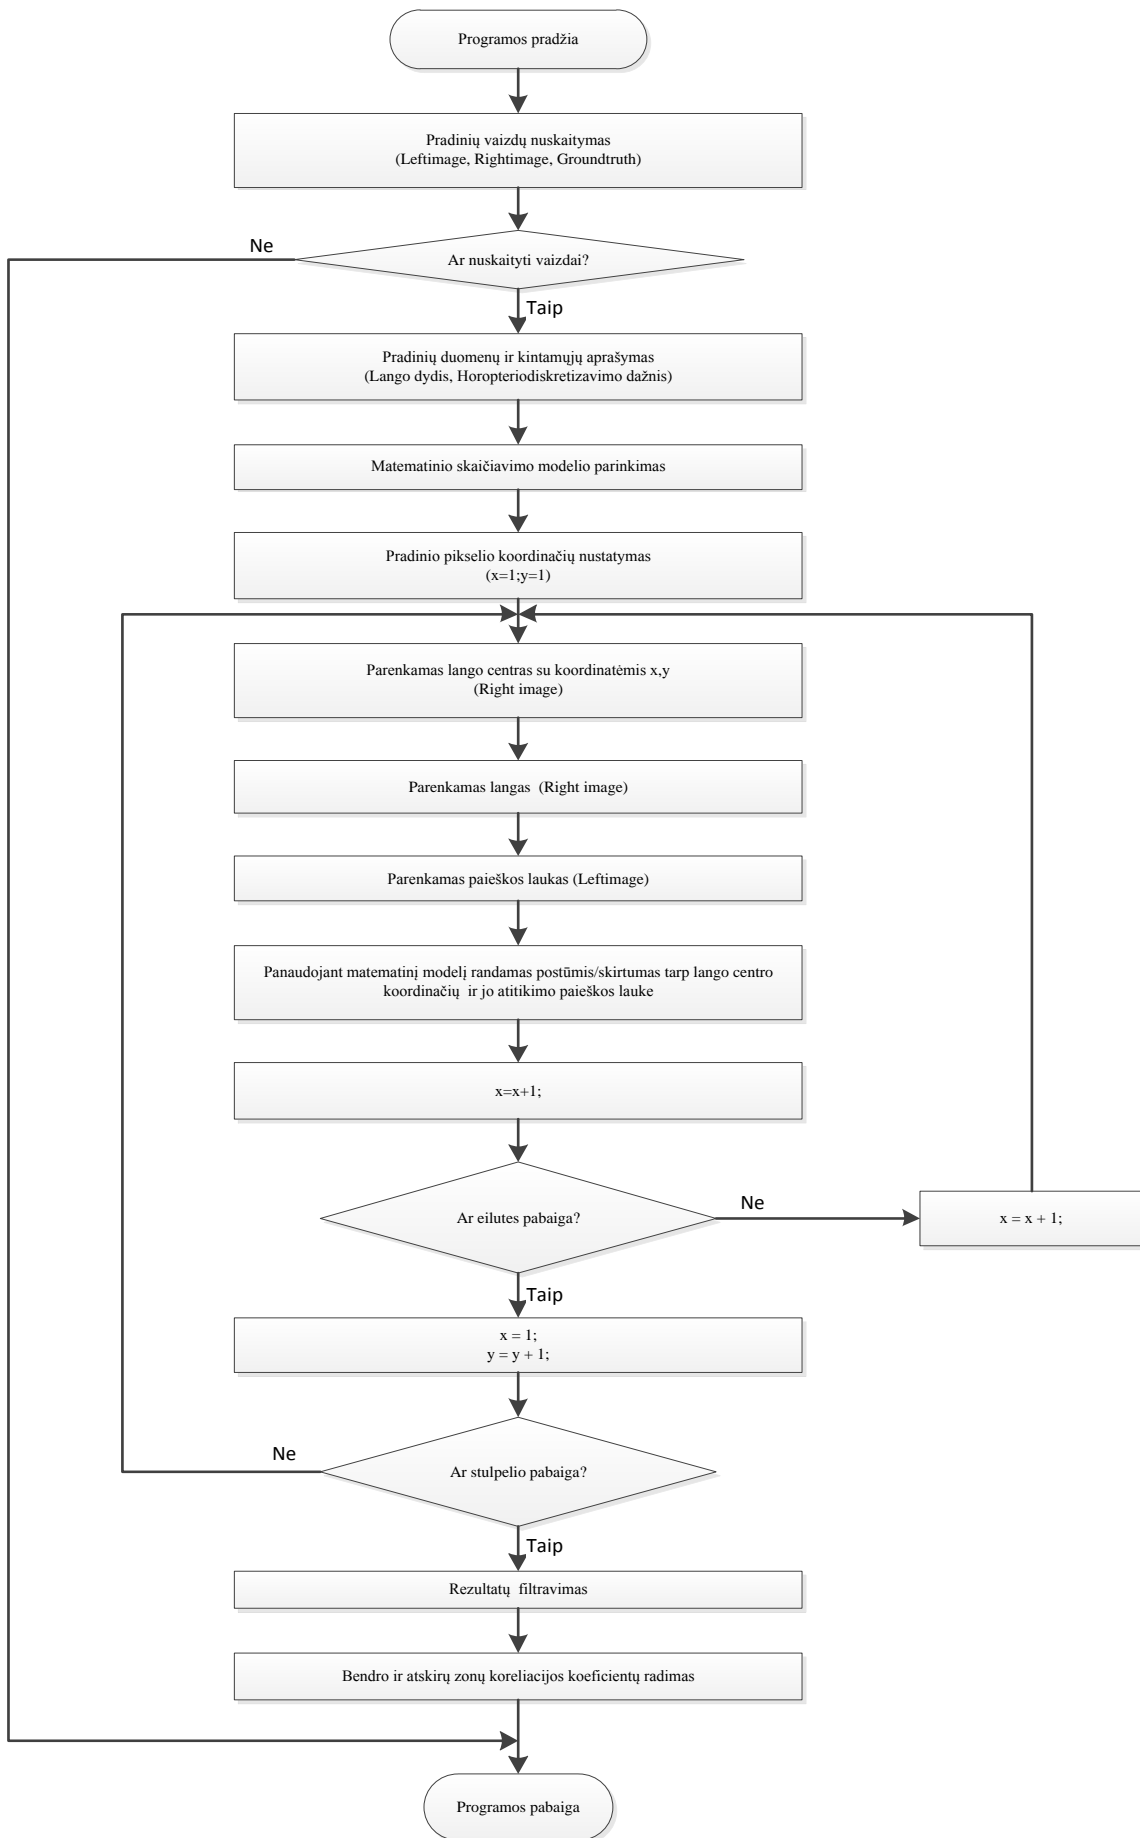 Programos pradžia
Pradinių vaizdų nuskaitymas
(Leftimage, Rightimage, Groundtruth)
Ne
Ar nuskaityti vaizdai?
Taip
Pradinių duomenų ir kintamųjų aprašymas
(Lango dydis, Horopteriodiskretizavimo dažnis)
Matematinio skaičiavimo modelio parinkimas
Pradinio pikselio koordinačių nustatymas
(x=1;y=1)
Parenkamas lango centras su koordinatėmis x,y
(Right image)
Parenkamas langas (Right image)
Parenkamas paieškos laukas (Leftimage)
Panaudojant matematinį modelį randamas postūmis/skirtumas tarp lango centro
koordinačių ir jo atitikimo paieškos lauke
x=x+1;
Ar eilutes pabaiga?
Ne
x = x + 1;
Taip
x = 1;
y = y + 1;
Ne
Ar stulpelio pabaiga?
Taip
Rezultatų filtravimas
Bendro ir atskirų zonų koreliacijos koeficientų radimas
Programos pabaiga